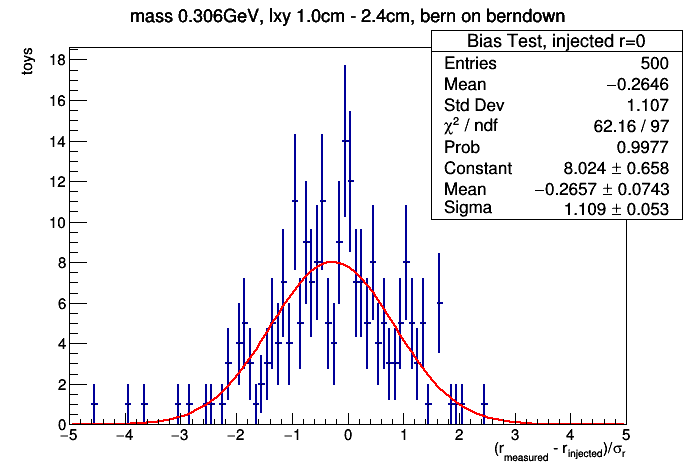 mass 0.306GeV, lxy 1.0cm - 2.4cm, bern on berndown
toys
18
16
14
12
10
8
6
4
2
0
Bias Test, injected r=0
Entries 500
Mean −0.2646
Std Dev 1.107
χ² / ndf 62.16 / 97
Prob 0.9977
Constant 8.024 ± 0.658
Mean −0.2657 ± 0.0743
Sigma 1.109 ± 0.053
−5 −4 −3 −2 −1 0 1 2 3 4 5
(r_measured - r_injected)/σ_r